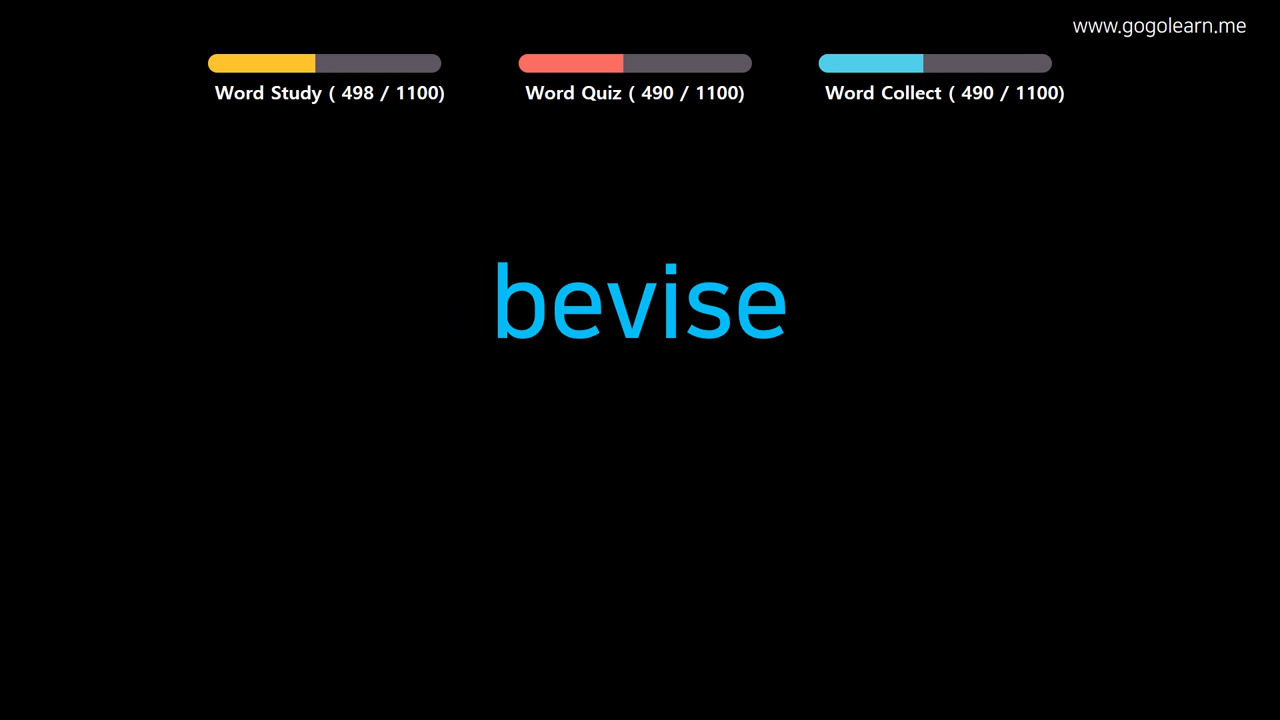 www.gogolearn.me
Word Study ( 498 / 1100)
Word Quiz ( 490 / 1100)
Word Collect ( 490 / 1100)
bevise